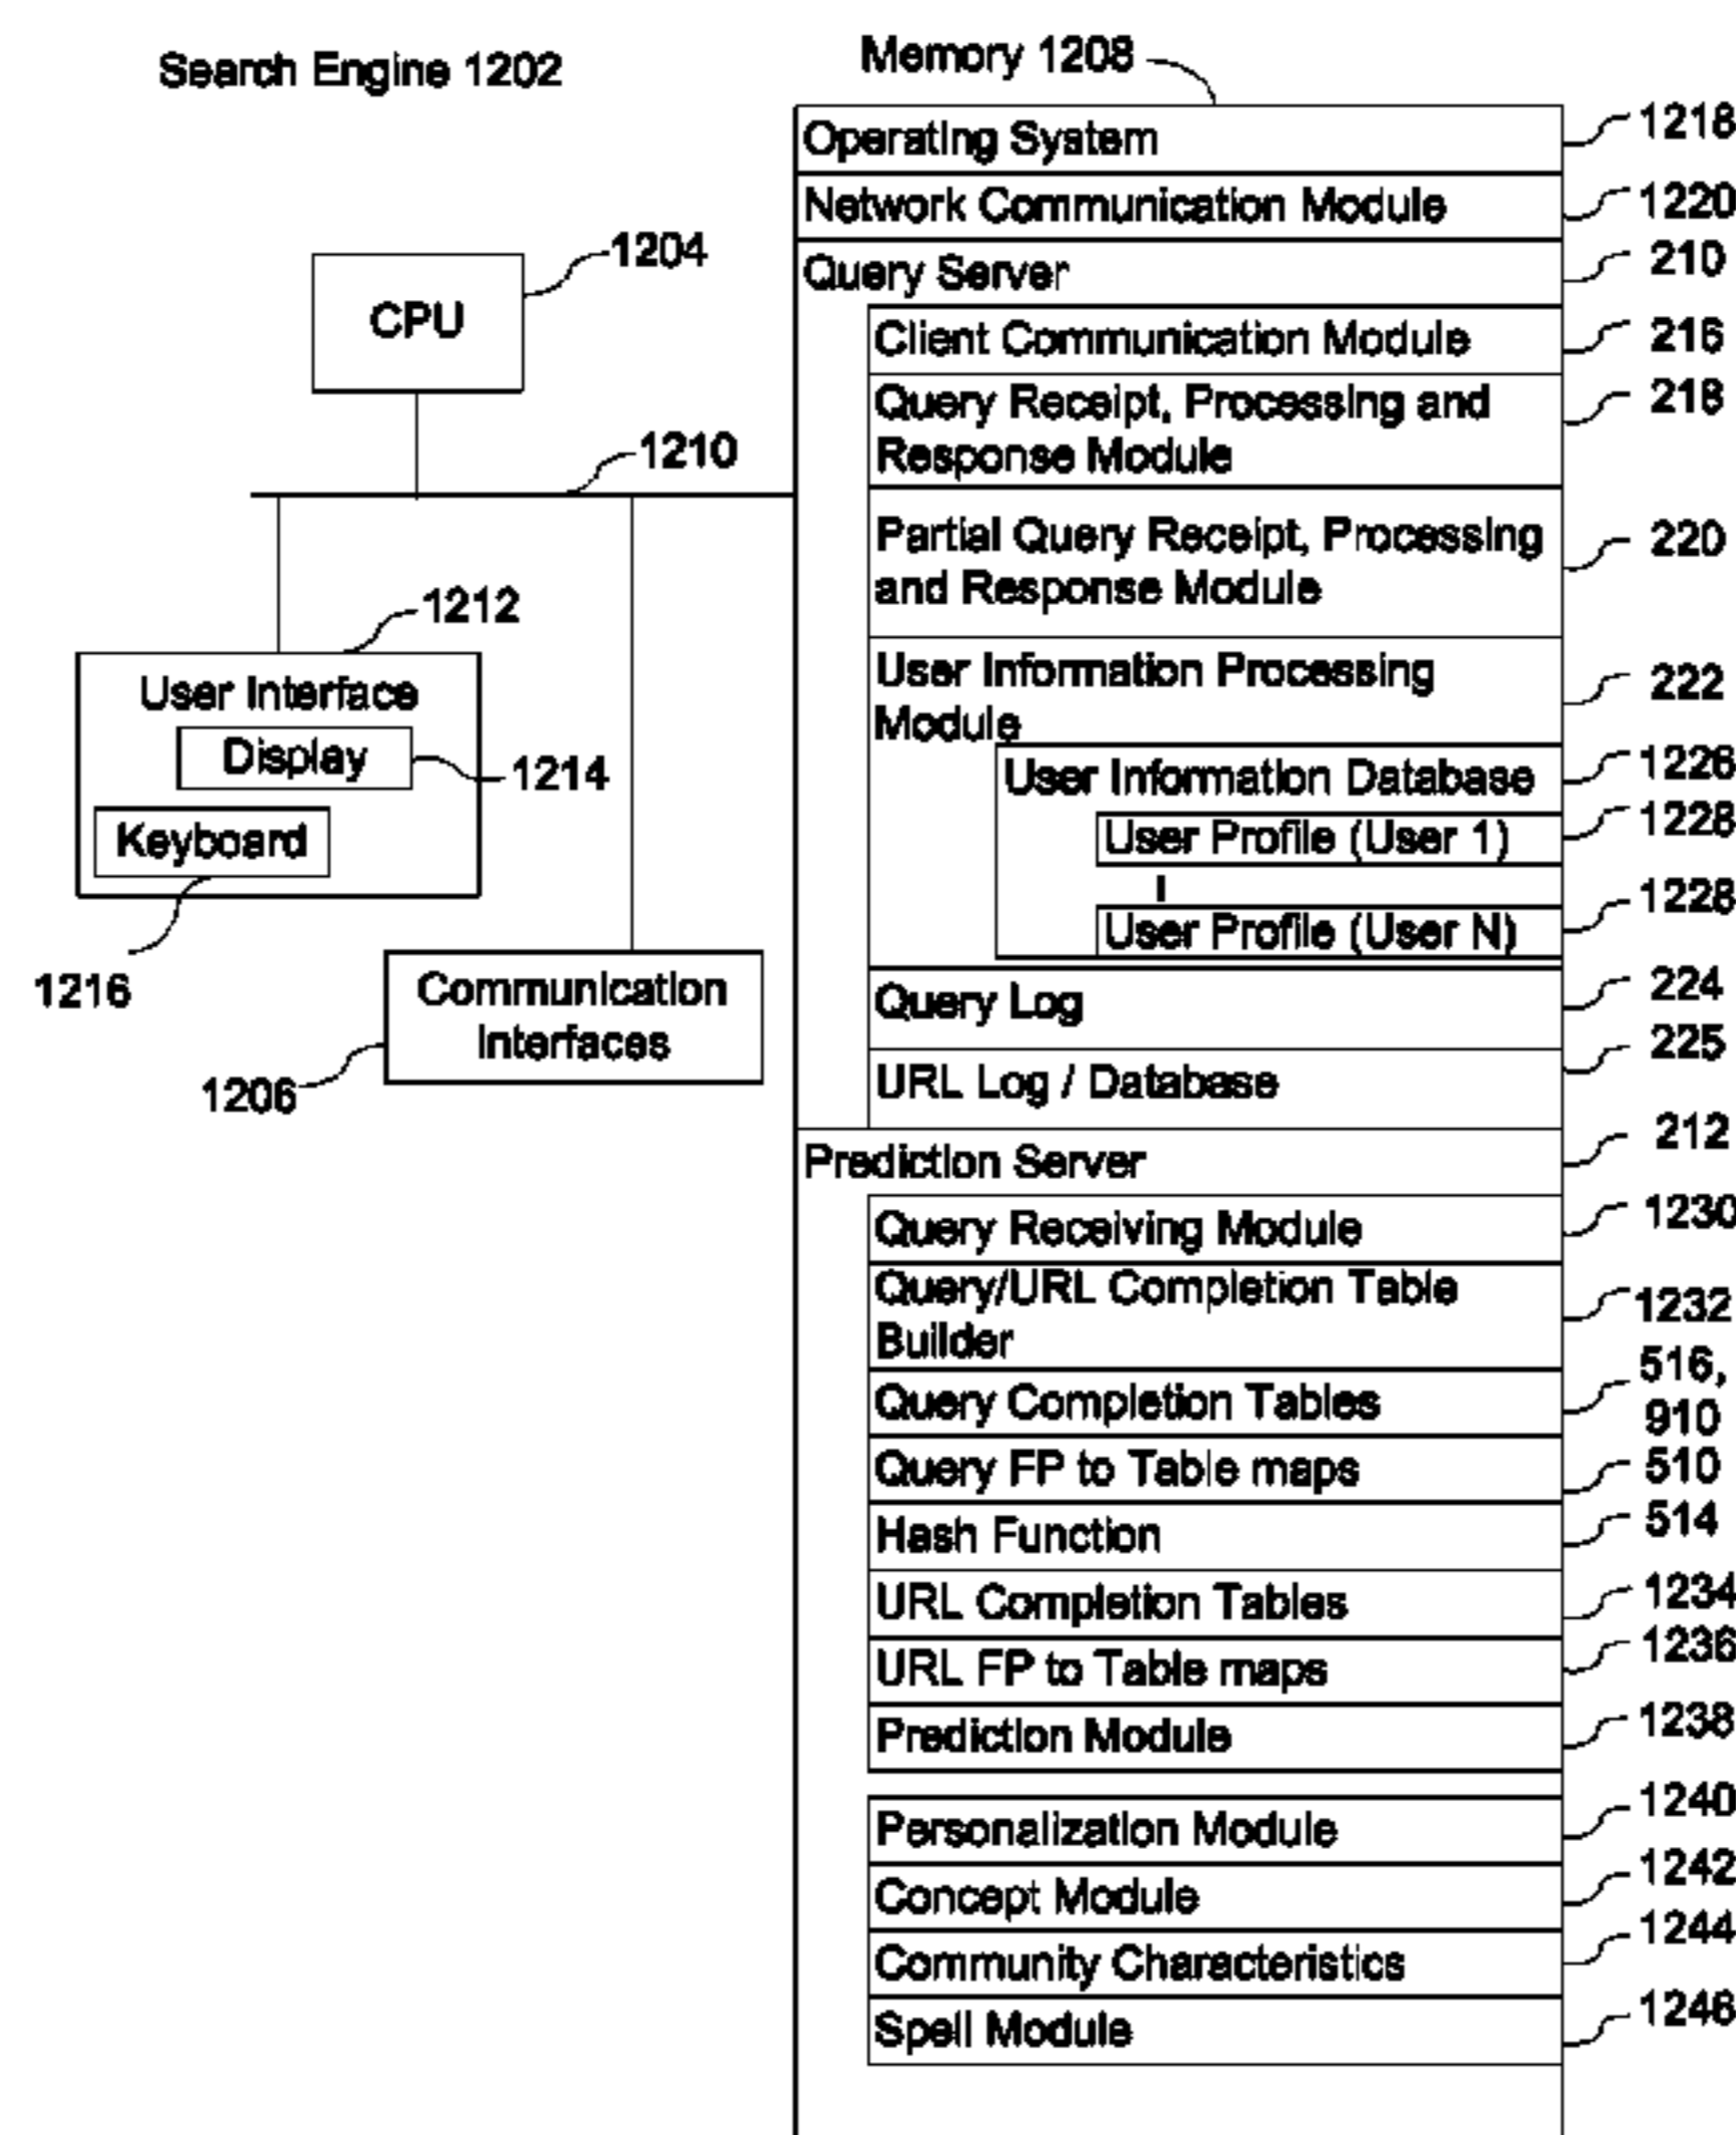 Search Engine 1202
CPU
1204
1210
1212
User Interface
Display
1214
Keyboard
1216
Communication
Interfaces
1206
Memory 1208
Operating System
1218
Network Communication Module
1220
Query Server
210
Client Communication Module
216
Query Receipt, Processing and
Response Module
218
Partial Query Receipt, Processing
and Response Module
220
User Information Processing
Module
222
User Information Database
1226
User Profile (User 1)
1228
User Profile (User N)
1228
Query Log
224
URL Log / Database
225
Prediction Server
212
Query Receiving Module
1230
Query/URL Completion Table
Builder
1232
Query Completion Tables
516,
910
Query FP to Table maps
510
Hash Function
514
URL Completion Tables
1234
URL FP to Table maps
1236
Prediction Module
1238
Personalization Module
1240
Concept Module
1242
Community Characteristics
1244
Spell Module
1246